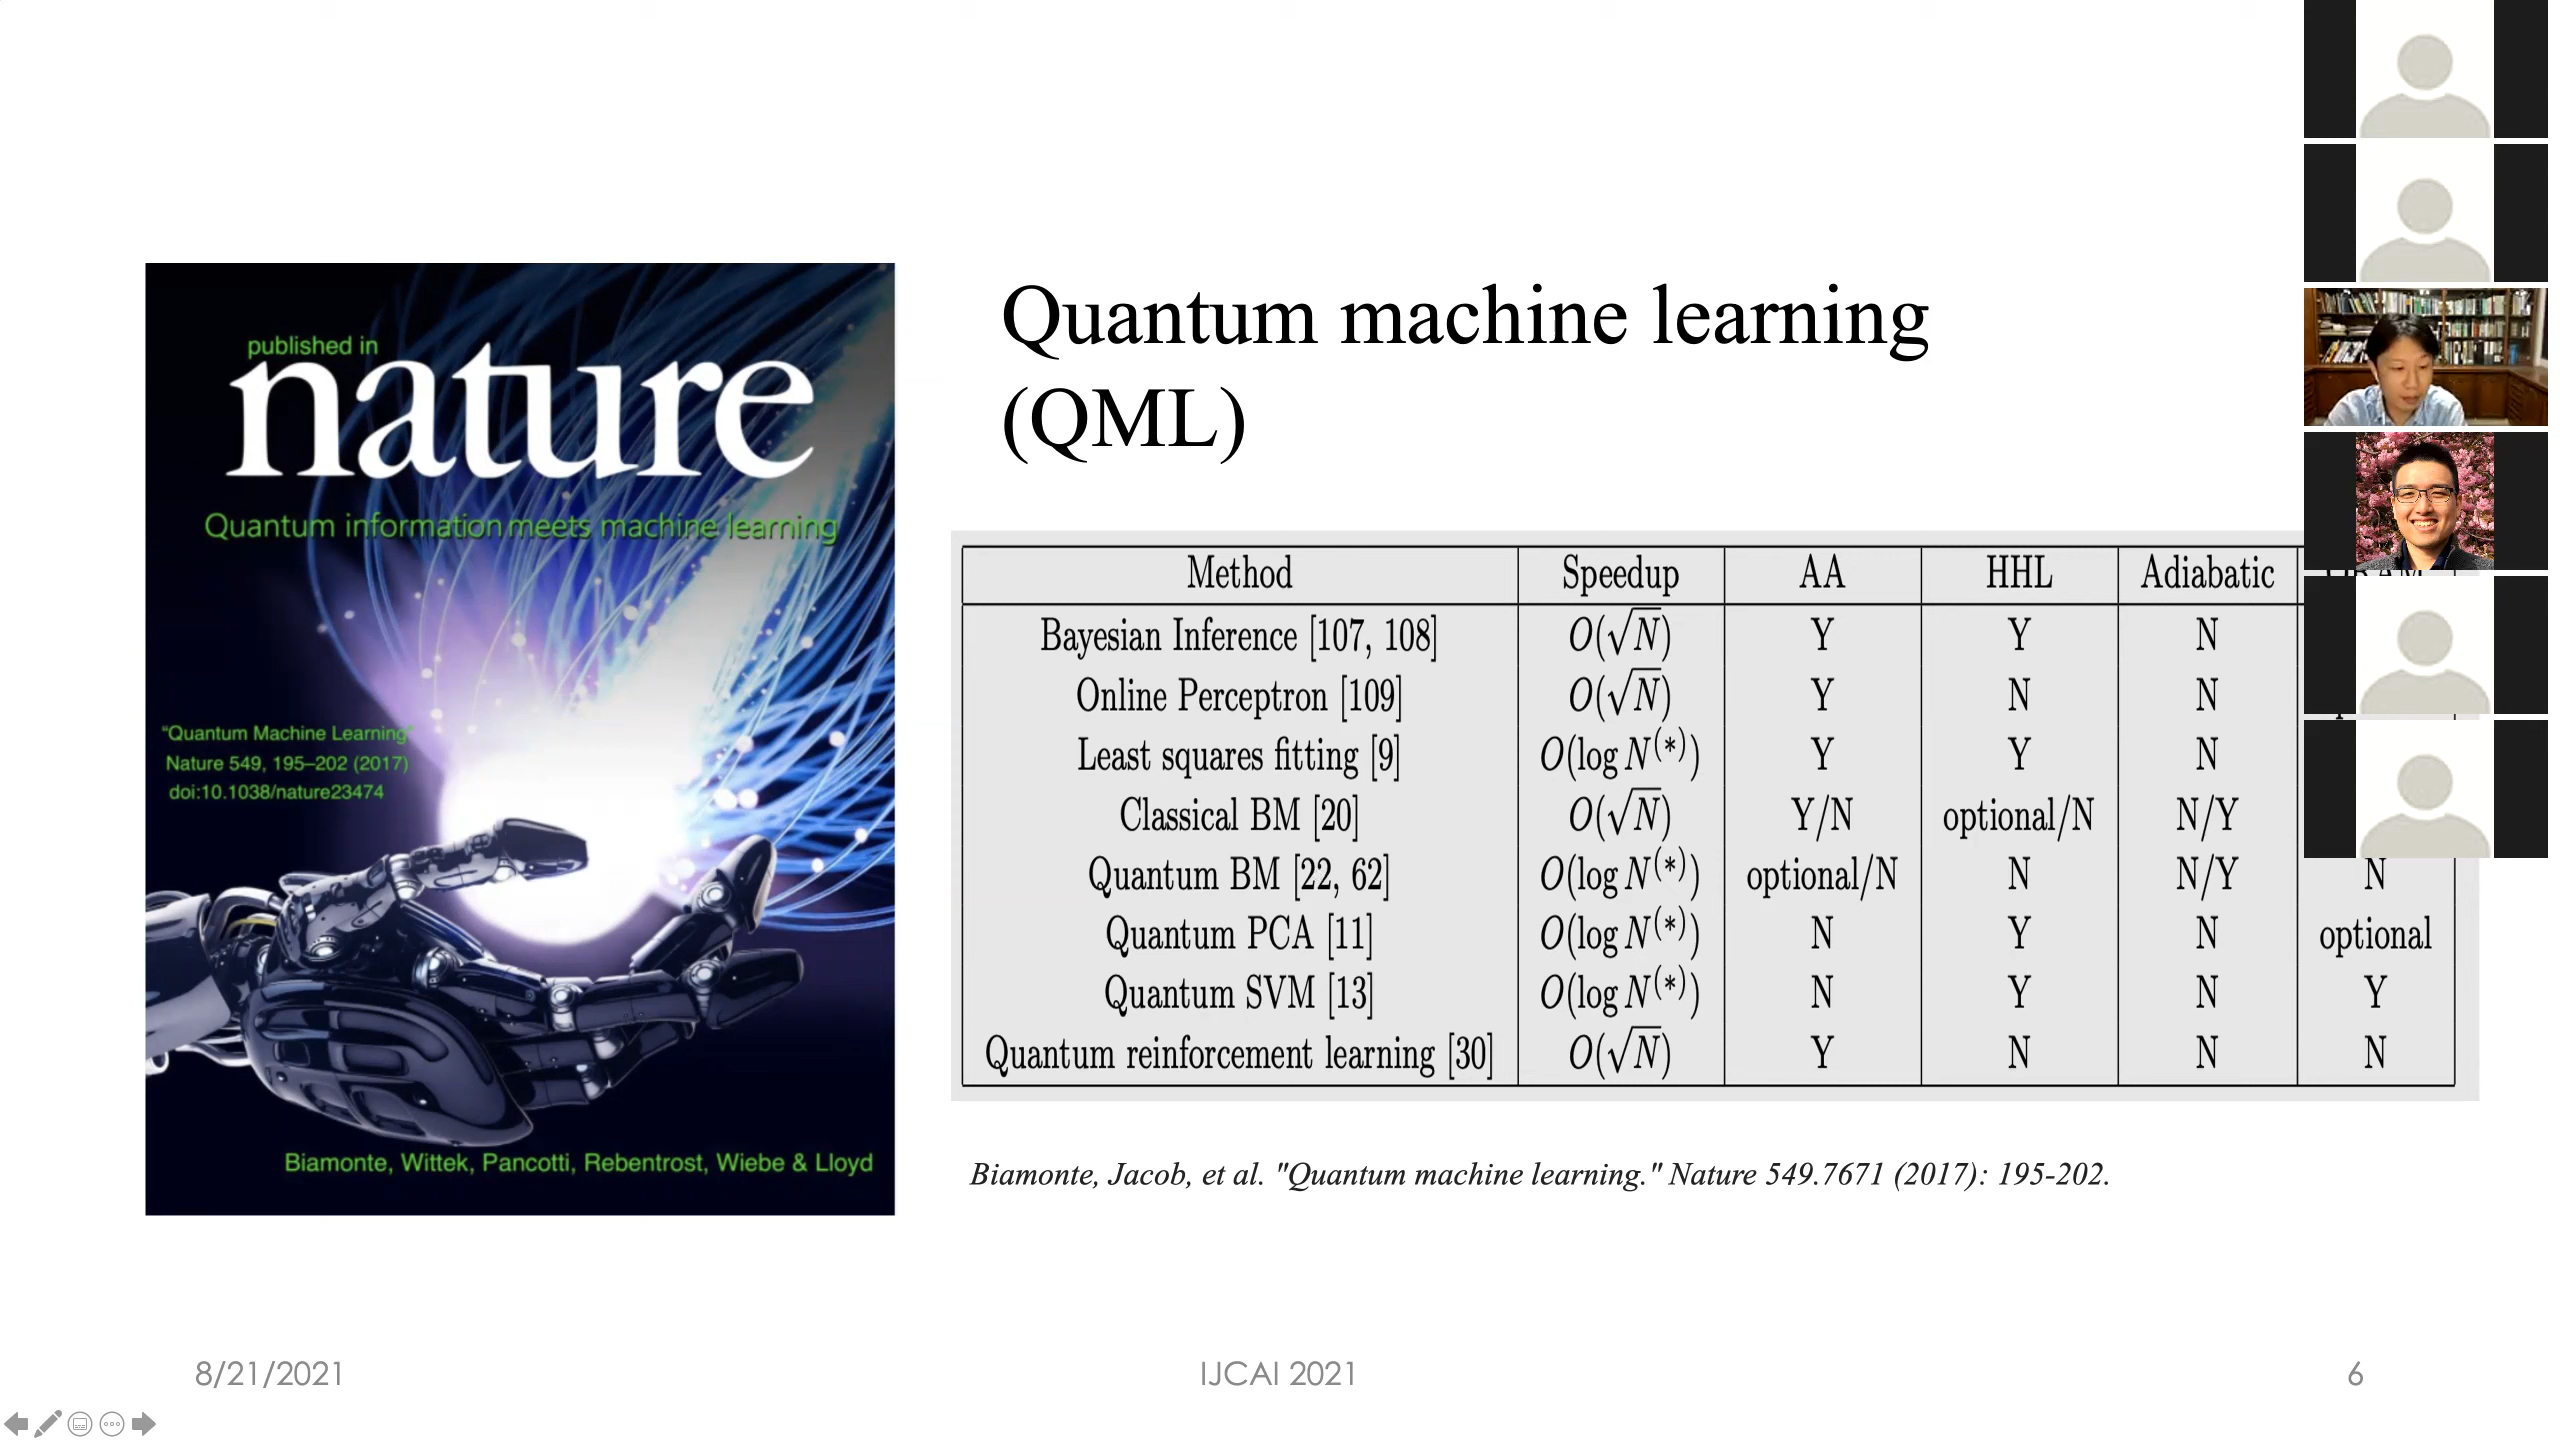 published in
nature
Quantum information meets machine learning
"Quantum Machine Learning"
Nature 549, 195–202 (2017)
doi:10.1038/nature23474
Biamonte, Wittek, Pancotti, Rebentrost, Wiebe & Lloyd
Quantum machine learning
(QML)
Method Speedup AA HHL Adiabatic
Bayesian Inference [107, 108] O(√N) Y Y N
Online Perceptron [109] O(√N) Y N N
Least squares fitting [9] O(log N(*)) Y Y N
Classical BM [20] O(√N) Y/N optional/N N/Y
Quantum BM [22, 62] O(log N(*)) optional/N N N/Y N
Quantum PCA [11] O(log N(*)) N Y N optional
Quantum SVM [13] O(log N(*)) N Y N Y
Quantum reinforcement learning [30] O(√N) Y N N N
Biamonte, Jacob, et al. "Quantum machine learning." Nature 549.7671 (2017): 195-202.
8/21/2021 IJCAI 2021 6